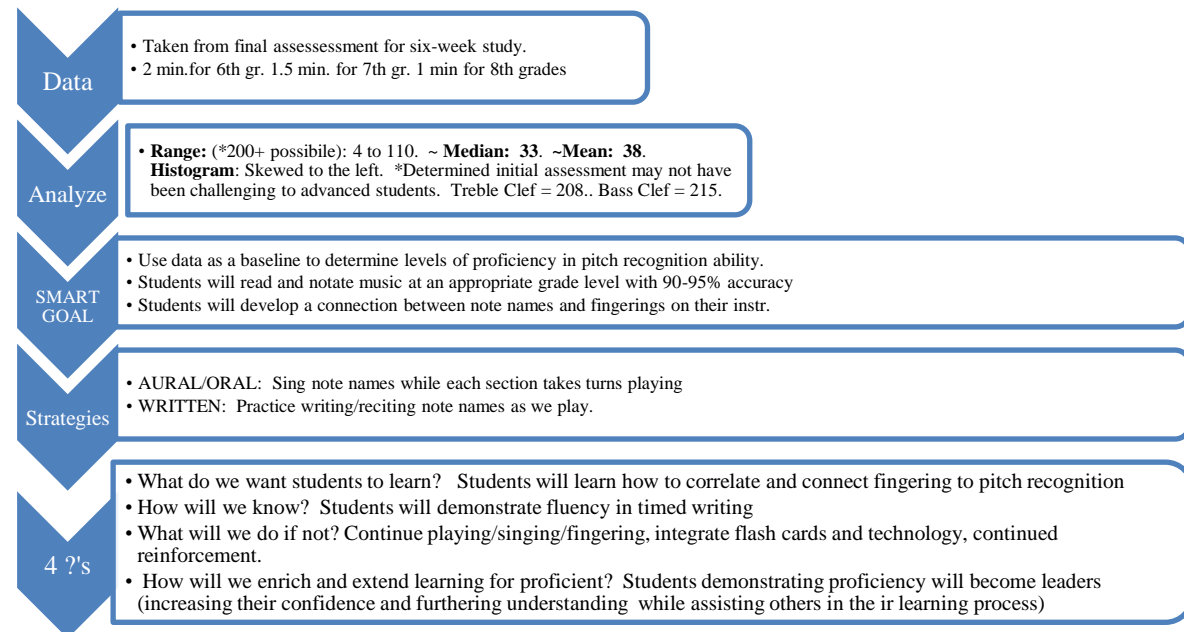 Data
• Taken from final assessessment for six-week study.
• 2 min.for 6th gr. 1.5 min. for 7th gr. 1 min for 8th grades
Analyze
• Range: (*200+ possibile): 4 to 110. ~ Median: 33. ~Mean: 38.
Histogram: Skewed to the left. *Determined initial assessment may not have
been challenging to advanced students. Treble Clef = 208.. Bass Clef = 215.
SMART
GOAL
• Use data as a baseline to determine levels of proficiency in pitch recognition ability.
• Students will read and notate music at an appropriate grade level with 90-95% accuracy
• Students will develop a connection between note names and fingerings on their instr.
Strategies
• AURAL/ORAL: Sing note names while each section takes turns playing
• WRITTEN: Practice writing/reciting note names as we play.
4 ?'s
• What do we want students to learn? Students will learn how to correlate and connect fingering to pitch recognition
• How will we know? Students will demonstrate fluency in timed writing
• What will we do if not? Continue playing/singing/fingering, integrate flash cards and technology, continued
reinforcement.
• How will we enrich and extend learning for proficient? Students demonstrating proficiency will become leaders
(increasing their confidence and furthering understanding while assisting others in the ir learning process)